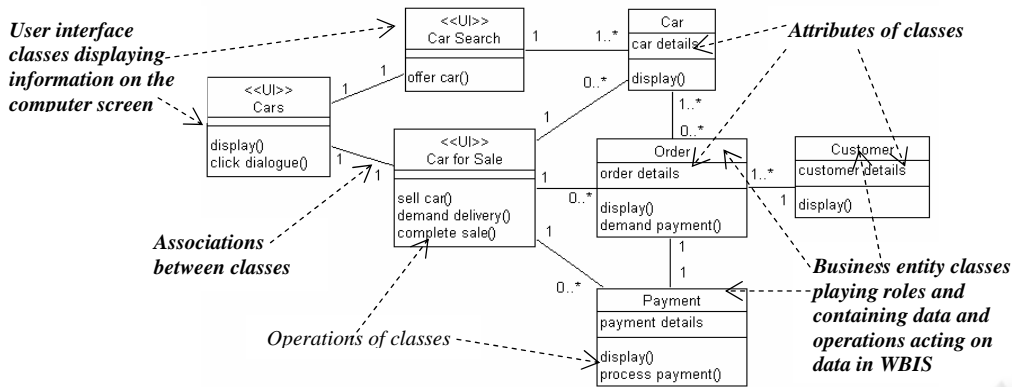 User interface
classes displaying
information on the
computer screen
<<UI>>
Cars
display()
click dialogue()
<<UI>>
Car Search
offer car()
<<UI>>
Car for Sale
sell car()
demand delivery()
complete sale()
Car
car details
display()
Order
order details
display()
demand payment()
Customer
customer details
display()
Payment
payment details
display()
process payment()
1
1
1
1
1
1..*
1
0..*
1
0..*
1
0..*
1..*
0..*
1..*
1
1
1
Attributes of classes
Associations
between classes
Operations of classes
Business entity classes
playing roles and
containing data and
operations acting on
data in WBIS